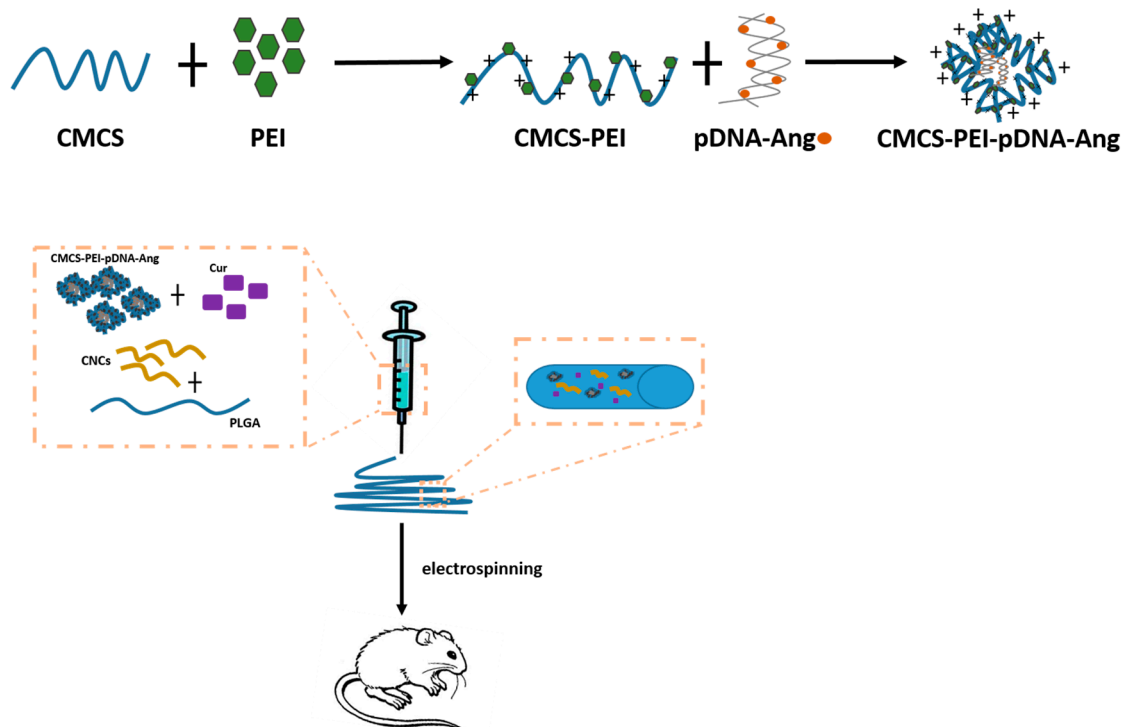 CMCS
PEI
CMCS-PEI
pDNA-Ang
CMCS-PEI-pDNA-Ang
CMCS-PEI-pDNA-Ang
Cur
CNCs
PLGA
electrospinning